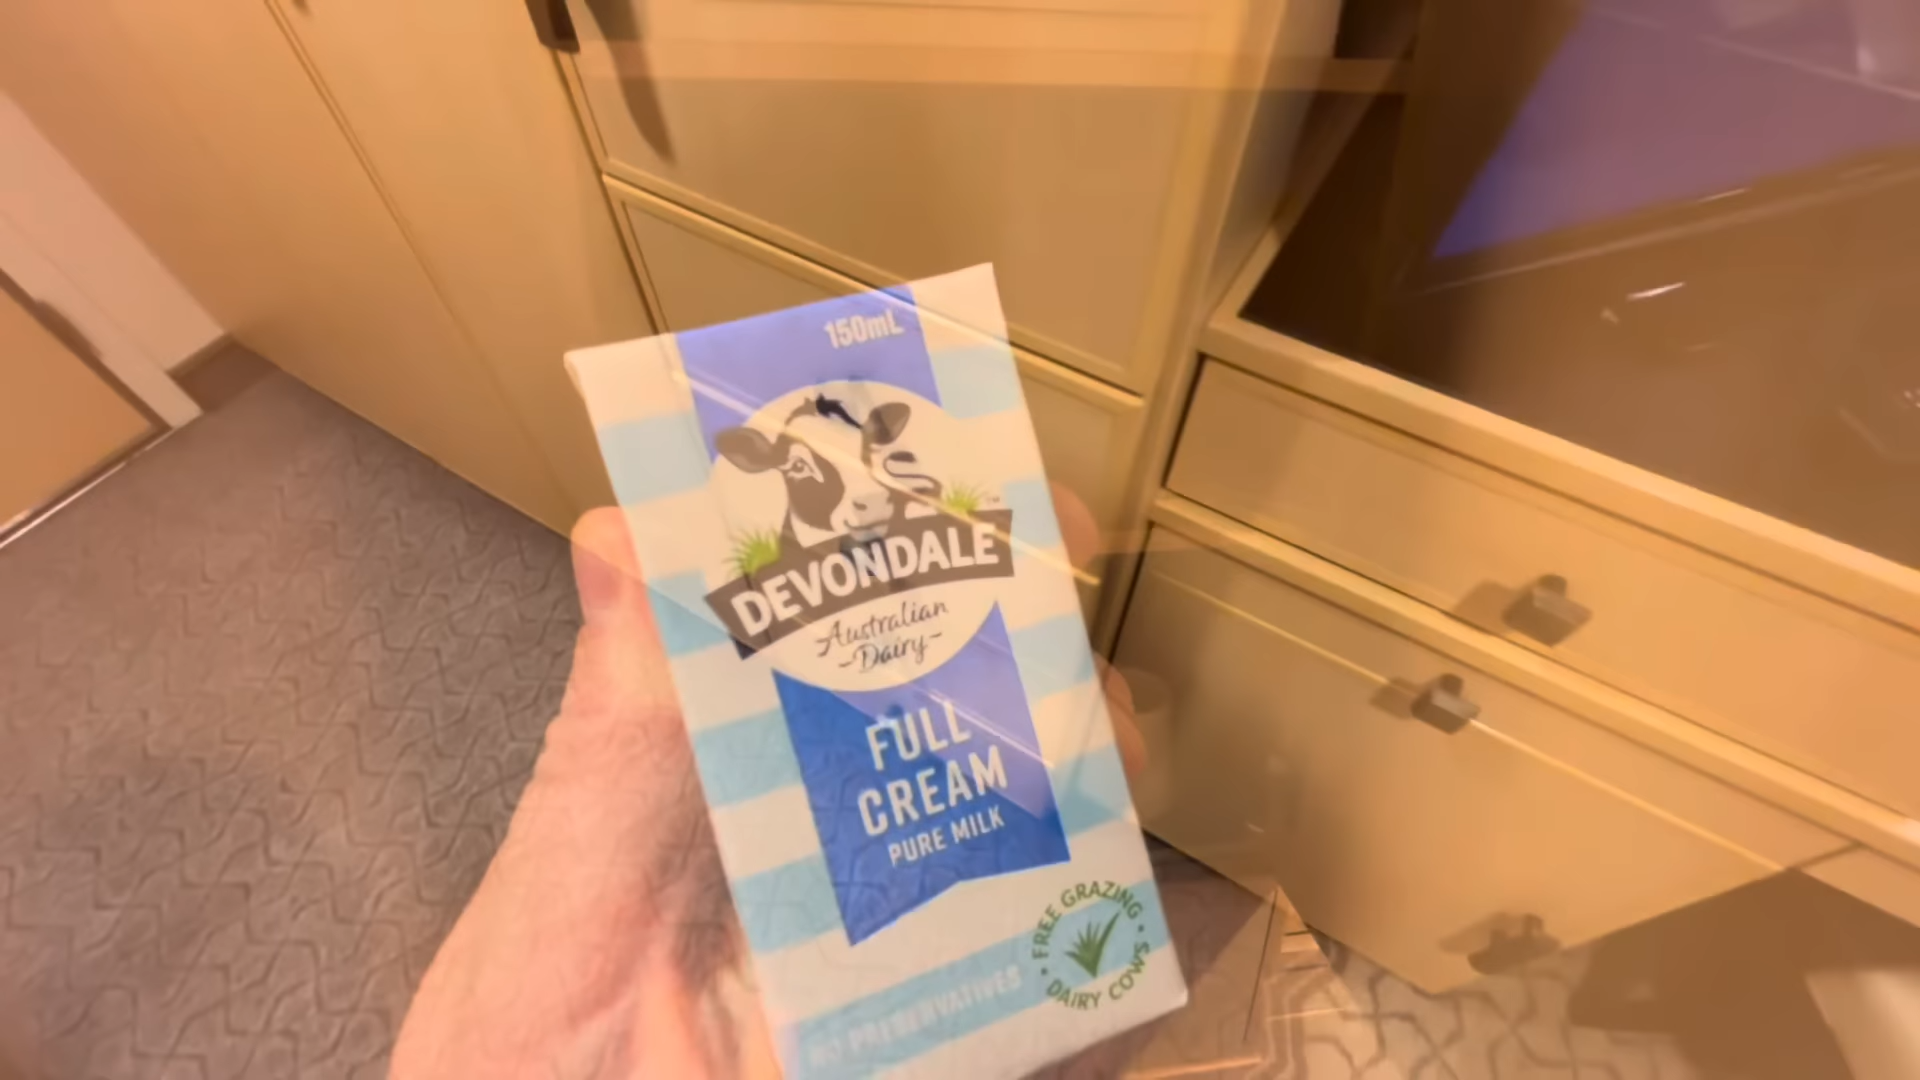 150mL
DEVONDALE
Australian
-Dairy-
FULL
CREAM
PURE MILK
• FREE GRAZING •
DAIRY COWS
NO PRESERVATIVES